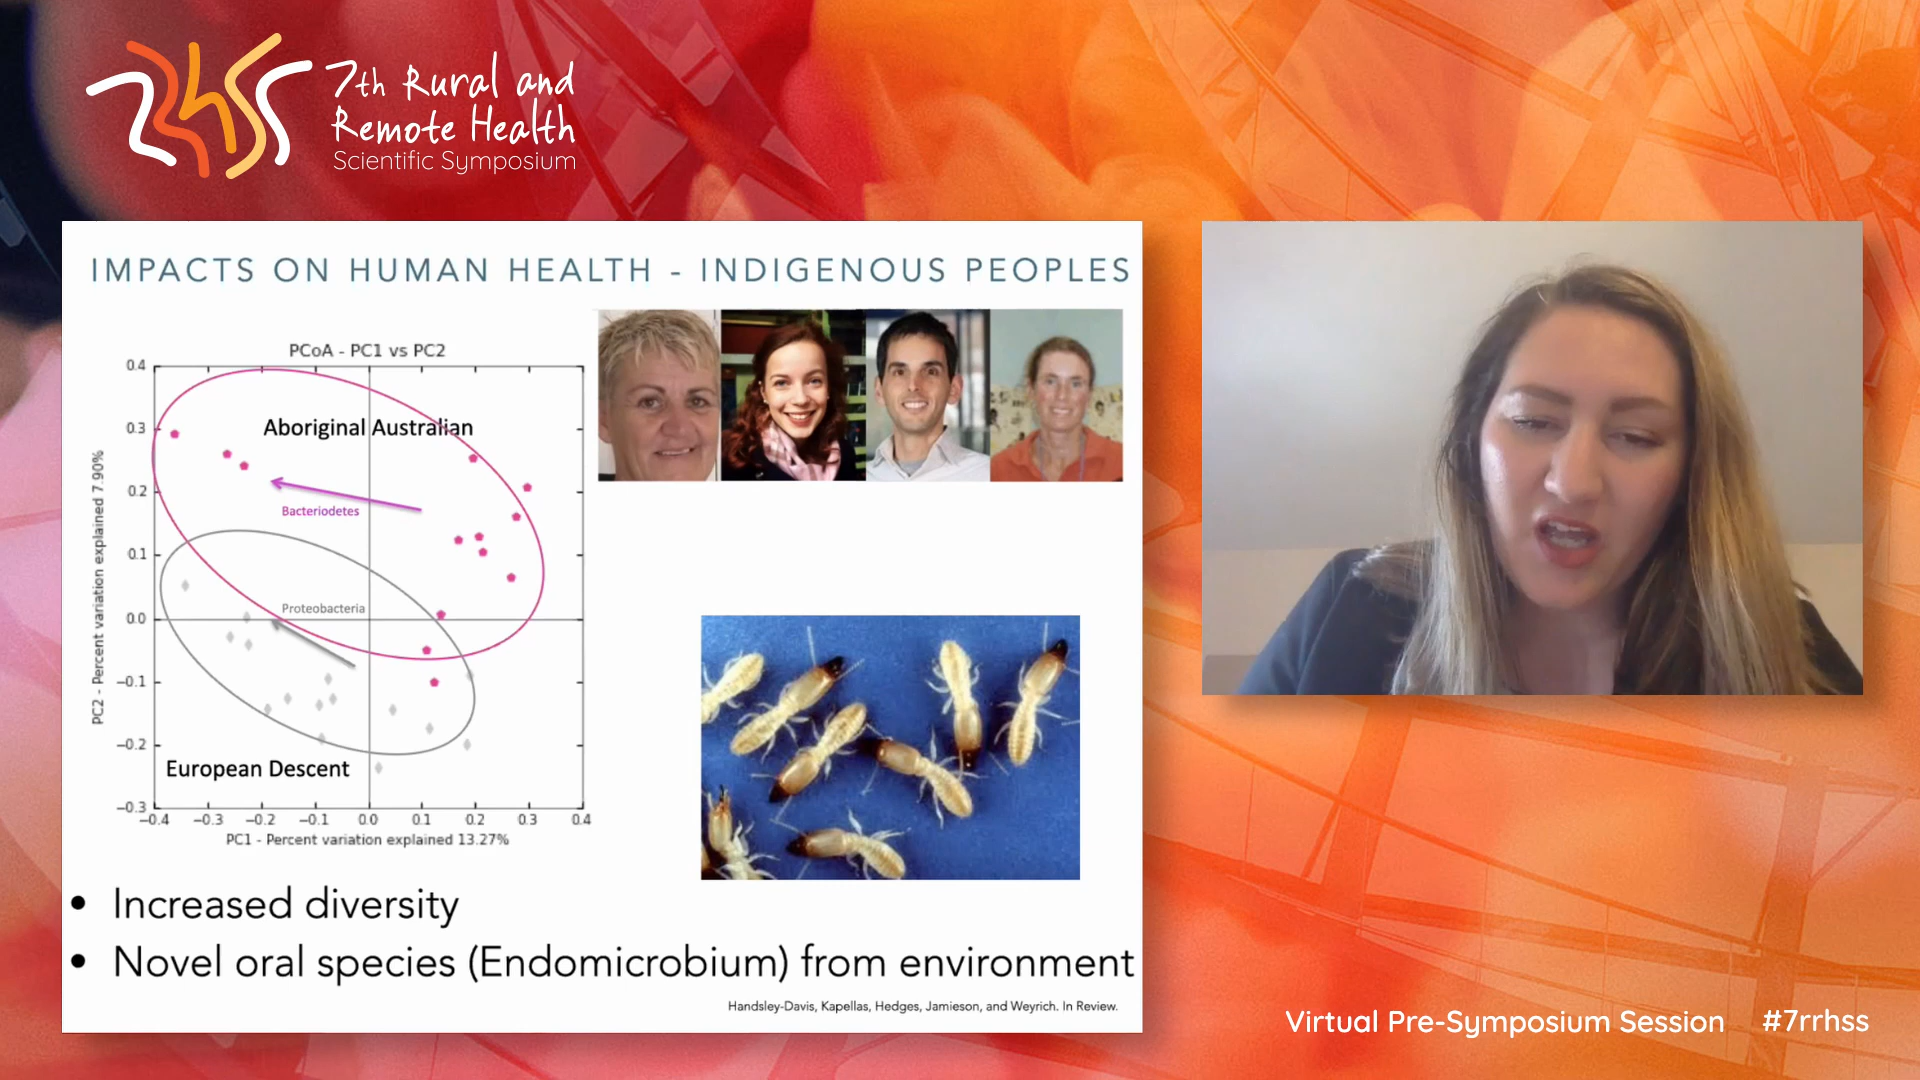 7th Rural and
Remote Health
Scientific Symposium
IMPACTS ON HUMAN HEALTH - INDIGENOUS PEOPLES
PCoA - PC1 vs PC2
0.4
0.3
0.2
0.1
0.0
−0.1
−0.2
−0.3
PC2 - Percent variation explained 7.90%
Aboriginal Australian
Bacteriodetes
Proteobacteria
European Descent
−0.4 −0.3 −0.2 −0.1 0.0 0.1 0.2 0.3 0.4
PC1 - Percent variation explained 13.27%
• Increased diversity
• Novel oral species (Endomicrobium) from environment
Handsley-Davis, Kapellas, Hedges, Jamieson, and Weyrich. In Review.
Virtual Pre-Symposium Session #7rrhss